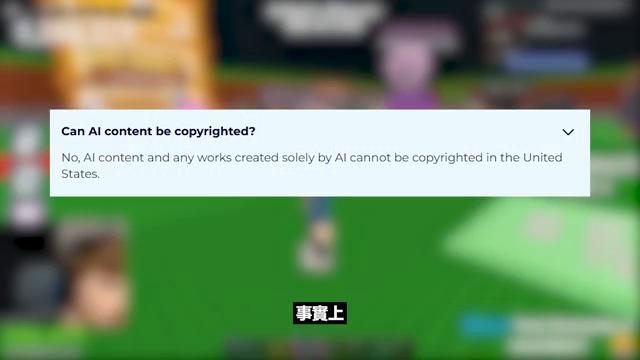 Can AI content be copyrighted?
No, AI content and any works created solely by AI cannot be copyrighted in the United
States.
事實上